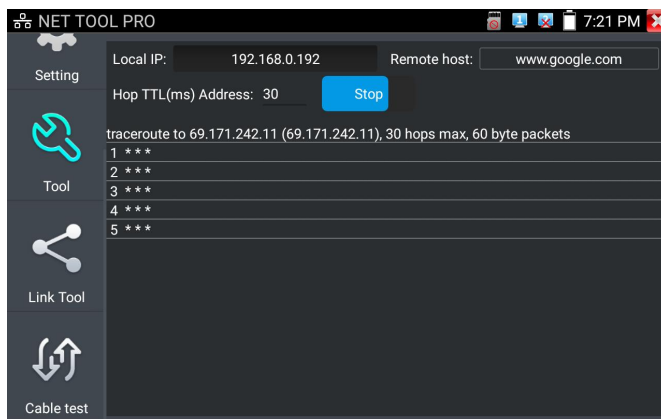 NET TOOL PRO
1
7:21 PM
Setting
Local IP: 192.168.0.192 Remote host: www.google.com
Hop TTL(ms) Address: 30 Stop
Tool
traceroute to 69.171.242.11 (69.171.242.11), 30 hops max, 60 byte packets
1 * * *
2 * * *
3 * * *
4 * * *
5 * * *
Link Tool
Cable test